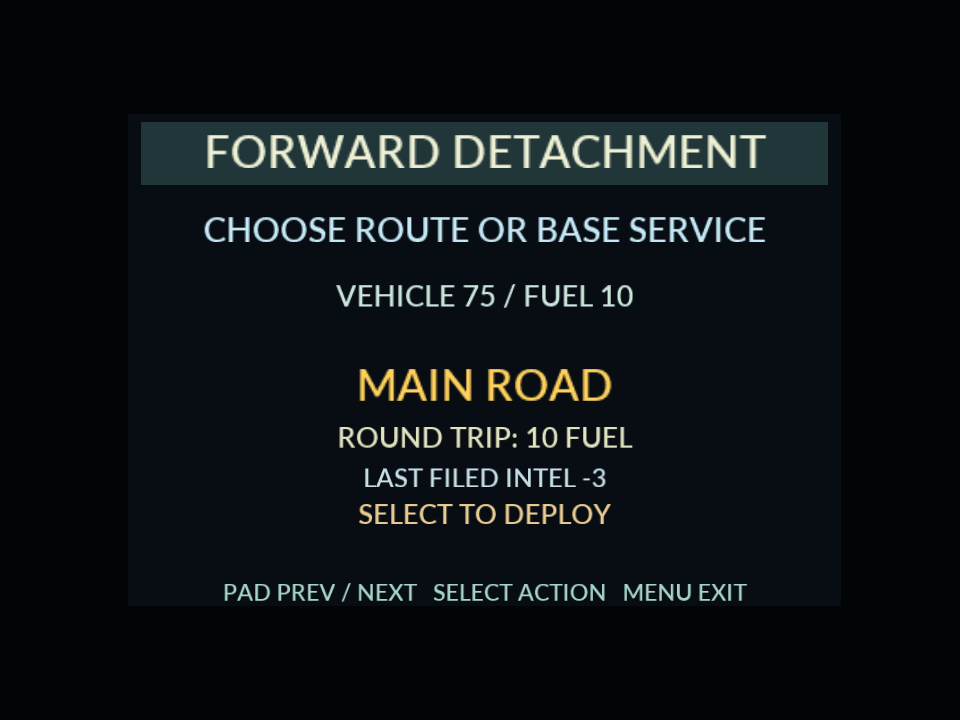 FORWARD DETACHMENT
CHOOSE ROUTE OR BASE SERVICE
VEHICLE 75 / FUEL 10
MAIN ROAD
ROUND TRIP: 10 FUEL
LAST FILED INTEL -3
SELECT TO DEPLOY
PAD PREV / NEXT   SELECT ACTION   MENU EXIT